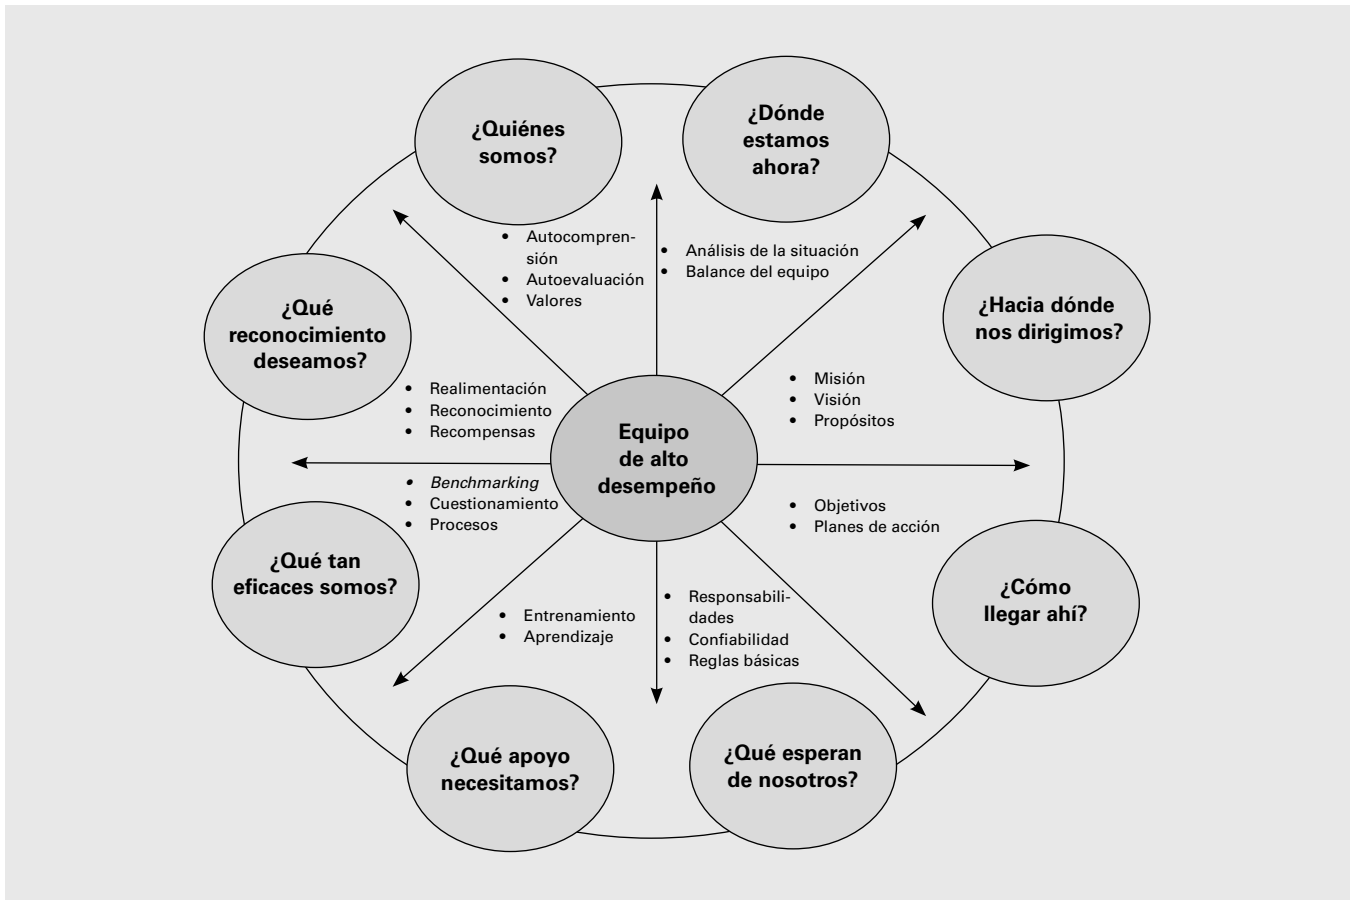 ¿Quiénes
somos?
¿Dónde
estamos
ahora?
• Autocompren-
sión
• Autoevaluación
• Valores
• Análisis de la situación
• Balance del equipo
¿Hacia dónde
nos dirigimos?
• Misión
• Visión
• Propósitos
¿Qué
reconocimiento
deseamos?
• Realimentación
• Reconocimiento
• Recompensas
Equipo
de alto
desempeño
• Benchmarking
• Cuestionamiento
• Procesos
• Objetivos
• Planes de acción
¿Qué tan
eficaces somos?
¿Cómo
llegar ahí?
• Entrenamiento
• Aprendizaje
• Responsabili-
dades
• Confiabilidad
• Reglas básicas
¿Qué apoyo
necesitamos?
¿Qué esperan
de nosotros?